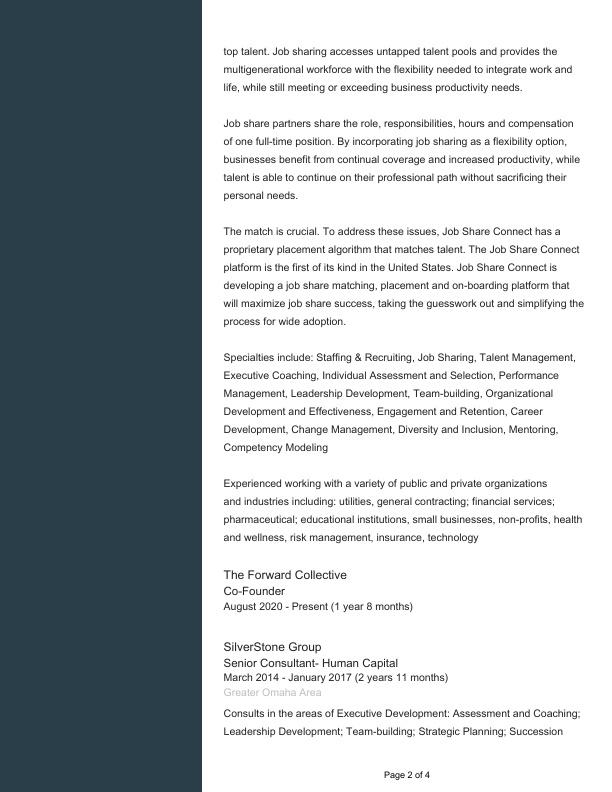 top talent. Job sharing accesses untapped talent pools and provides the
multigenerational workforce with the flexibility needed to integrate work and
life, while still meeting or exceeding business productivity needs.
Job share partners share the role, responsibilities, hours and compensation
of one full-time position. By incorporating job sharing as a flexibility option,
businesses benefit from continual coverage and increased productivity, while
talent is able to continue on their professional path without sacrificing their
personal needs.
The match is crucial. To address these issues, Job Share Connect has a
proprietary placement algorithm that matches talent. The Job Share Connect
platform is the first of its kind in the United States. Job Share Connect is
developing a job share matching, placement and on-boarding platform that
will maximize job share success, taking the guesswork out and simplifying the
process for wide adoption.
Specialties include: Staffing & Recruiting, Job Sharing, Talent Management,
Executive Coaching, Individual Assessment and Selection, Performance
Management, Leadership Development, Team-building, Organizational
Development and Effectiveness, Engagement and Retention, Career
Development, Change Management, Diversity and Inclusion, Mentoring,
Competency Modeling
Experienced working with a variety of public and private organizations
and industries including: utilities, general contracting; financial services;
pharmaceutical; educational institutions, small businesses, non-profits, health
and wellness, risk management, insurance, technology
The Forward Collective
Co-Founder
August 2020 - Present (1 year 8 months)
SilverStone Group
Senior Consultant- Human Capital
March 2014 - January 2017 (2 years 11 months)
Greater Omaha Area
Consults in the areas of Executive Development: Assessment and Coaching;
Leadership Development; Team-building; Strategic Planning; Succession
Page 2 of 4